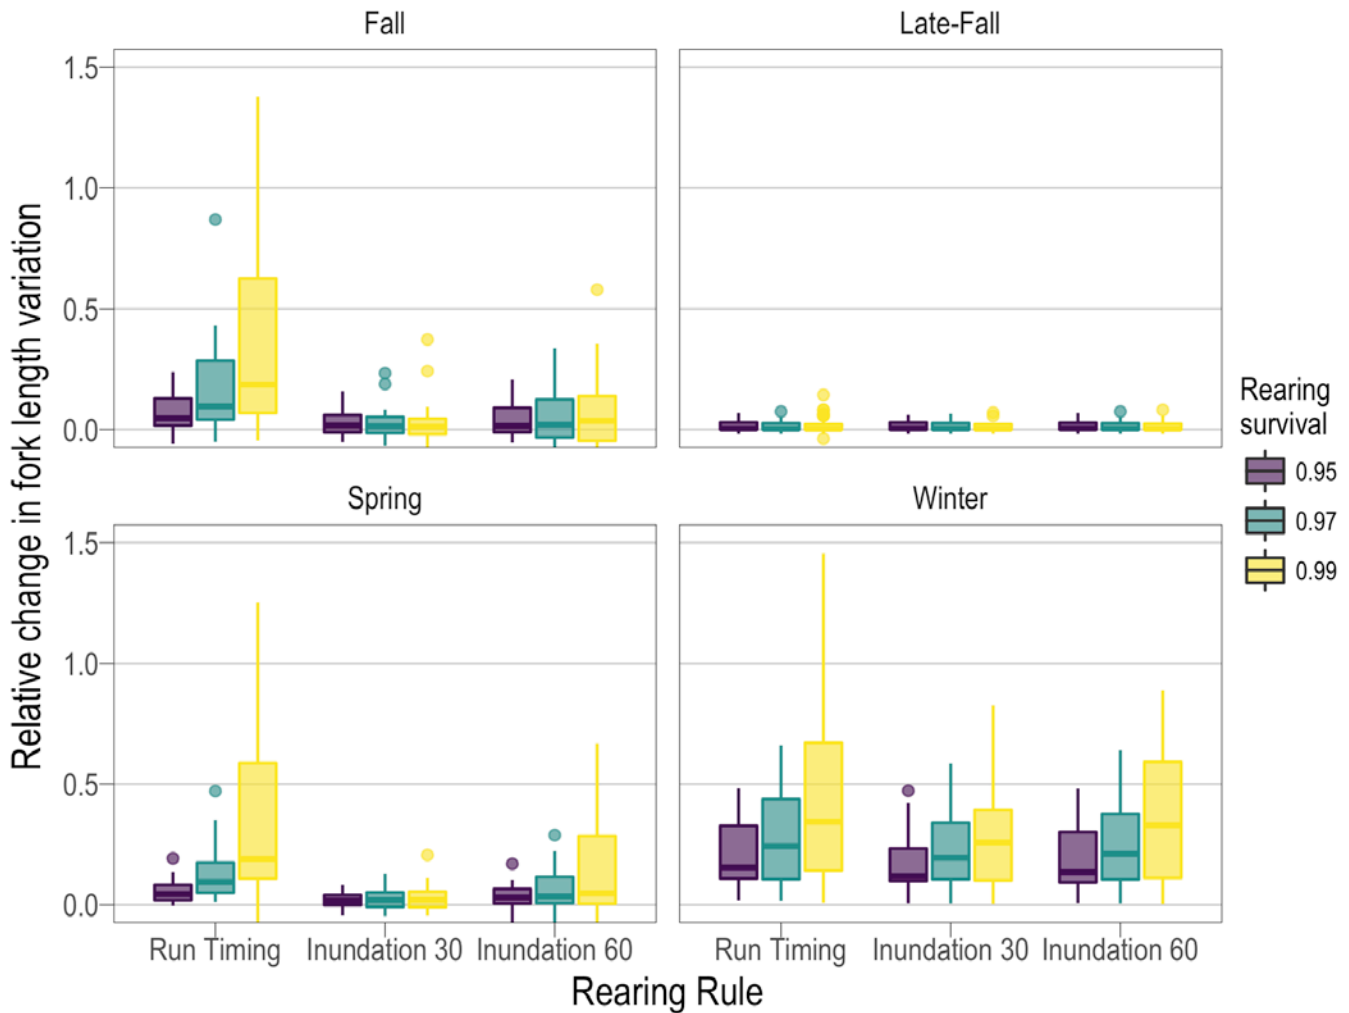 Fall
Late-Fall
1.5
1.0
0.5
0.0
Spring
Winter
1.5
1.0
0.5
0.0
Relative change in fork length variation
Run Timing Inundation 30 Inundation 60
Run Timing Inundation 30 Inundation 60
Rearing Rule
Rearing
survival
0.95
0.97
0.99